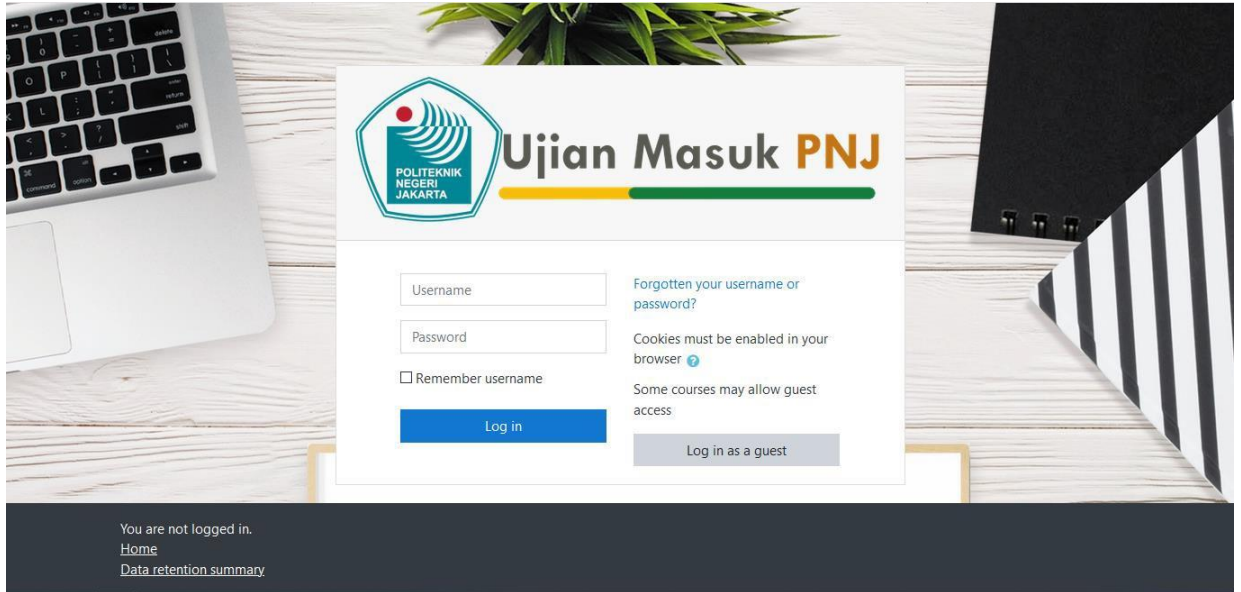 POLITEKNIK
NEGERI
JAKARTA
Ujian Masuk PNJ
Username
Password
Remember username
Log in
Forgotten your username or
password?
Cookies must be enabled in your
browser
Some courses may allow guest
access
Log in as a guest
You are not logged in.
Home
Data retention summary